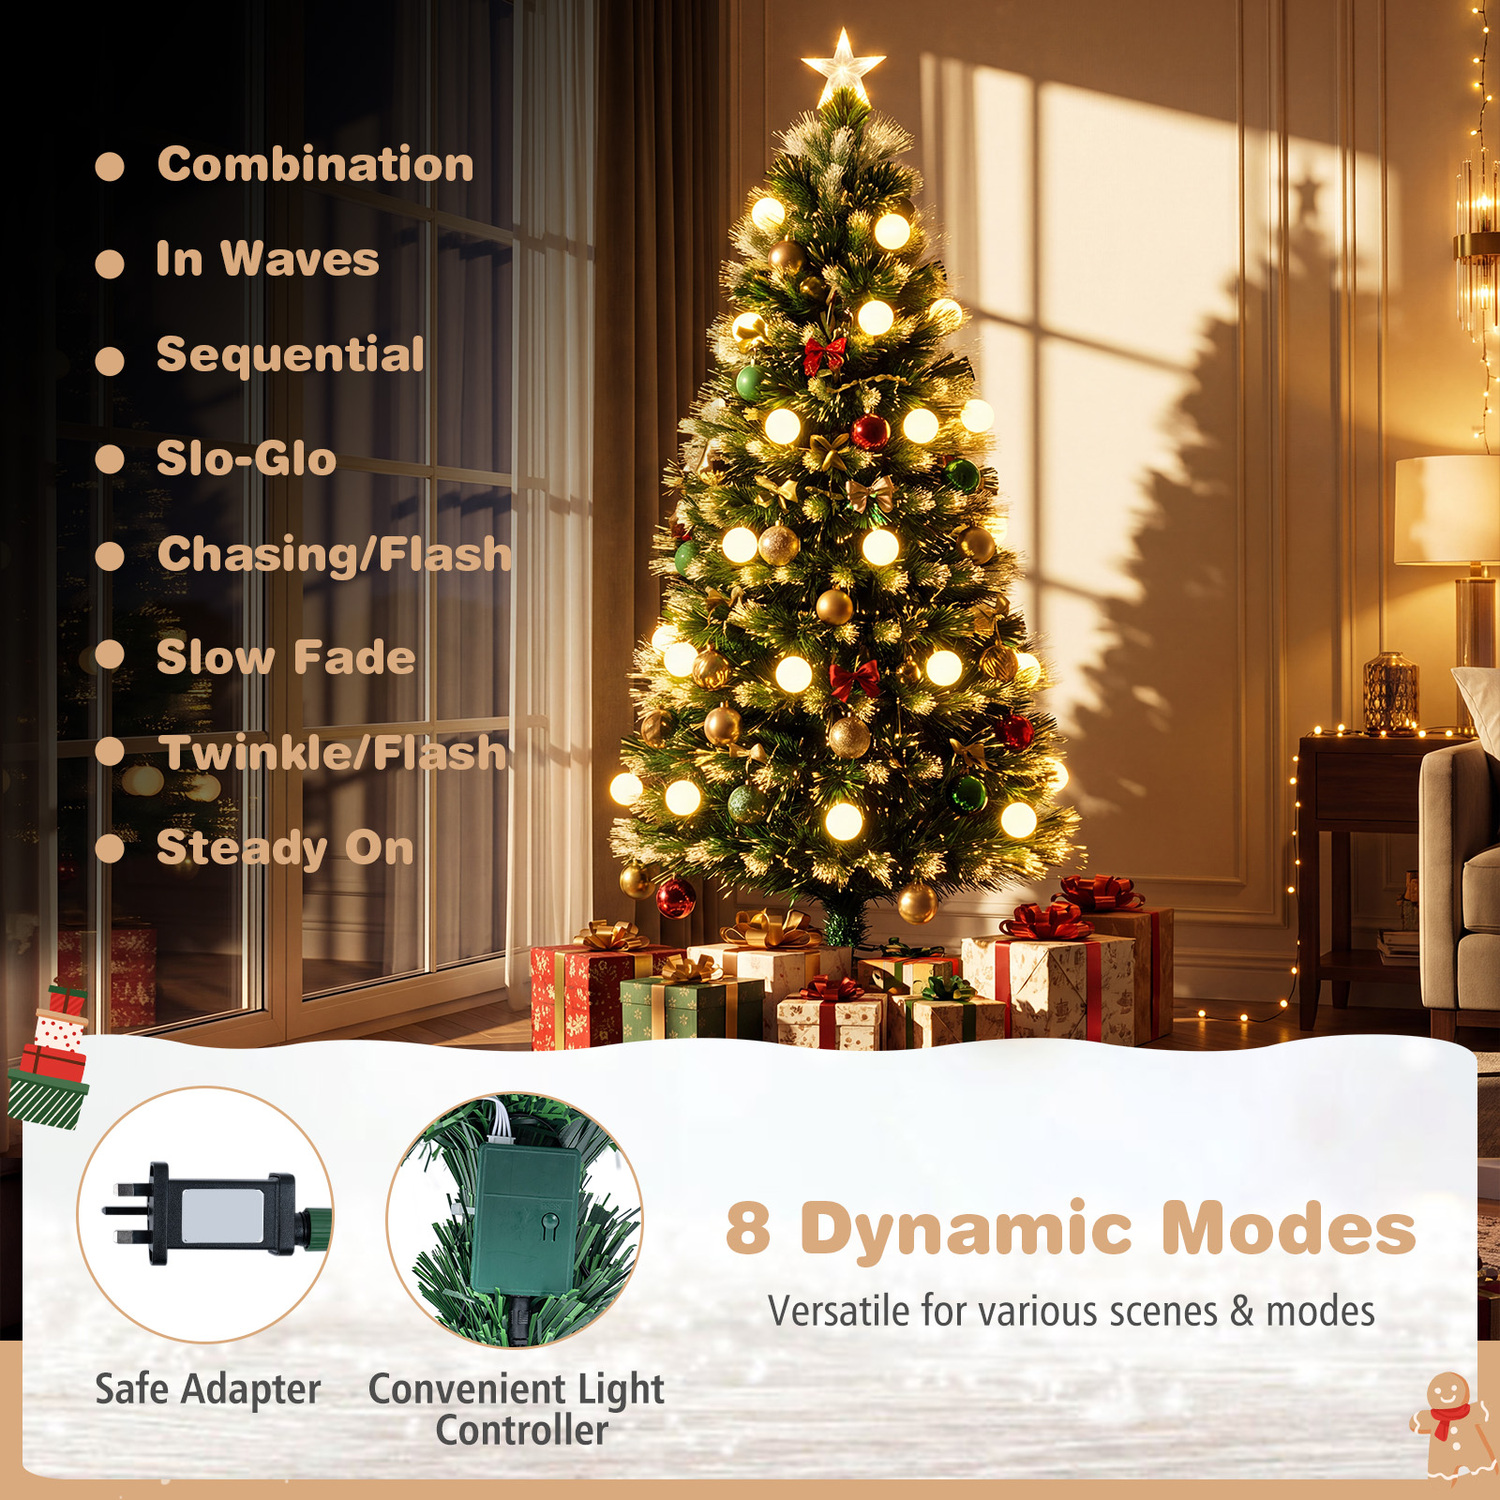 Combination
In Waves
Sequential
Slo-Glo
Chasing/Flash
Slow Fade
Twinkle/Flash
Steady On
8 Dynamic Modes
Versatile for various scenes & modes
Safe Adapter
Convenient Light
Controller